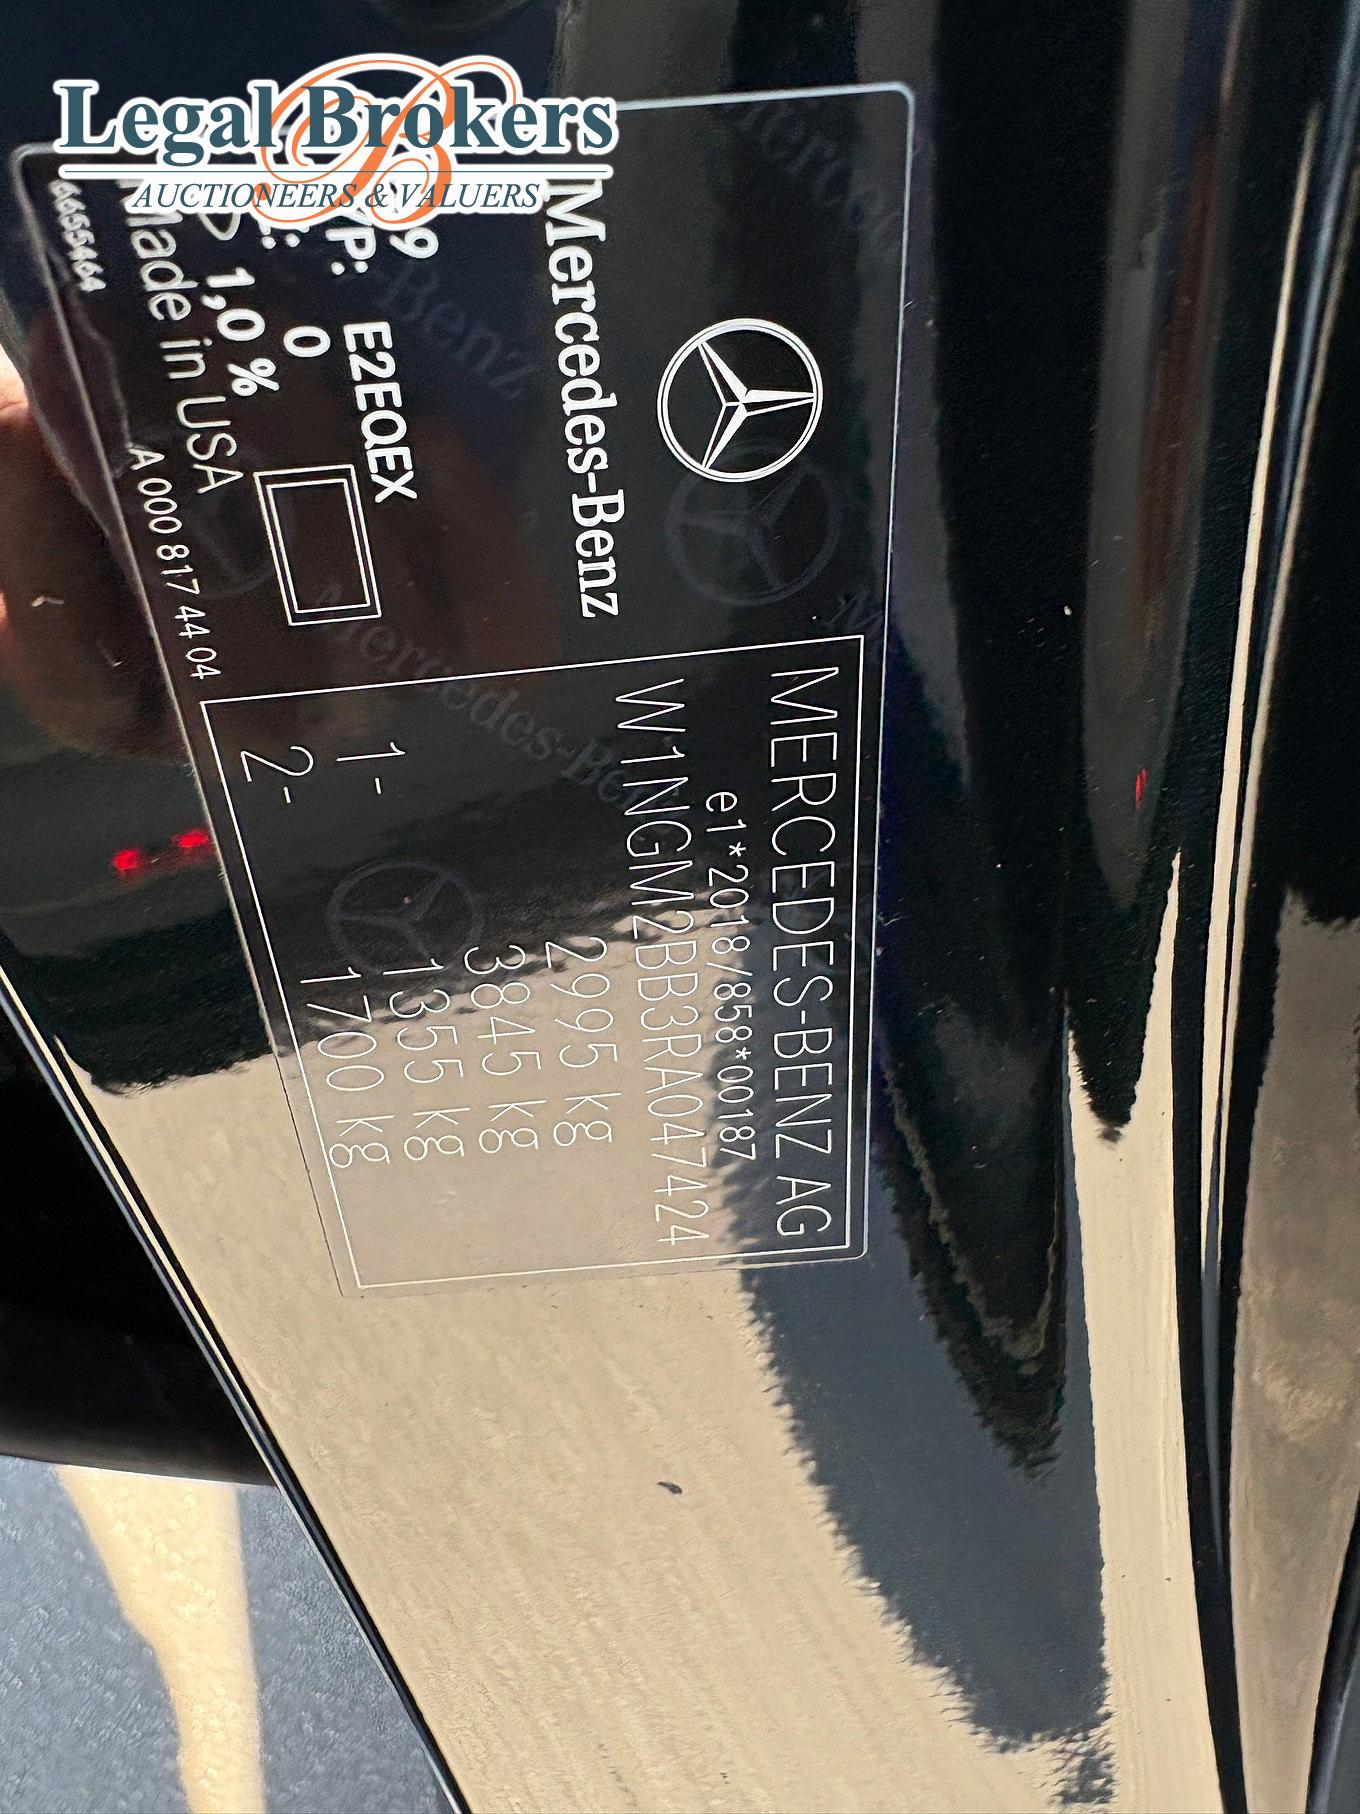 Legal Brokers
AUCTIONEERS & VALUERS
Mercedes-Benz
E2EQEX
0
1,0 %
Made in USA
6655464
A 000 817 44 04
MERCEDES-BENZ AG
e1*2018/858*00187
W1NGM2BB3RA047424
2995 kg
3845 kg
1- 1355 kg
2- 1700 kg